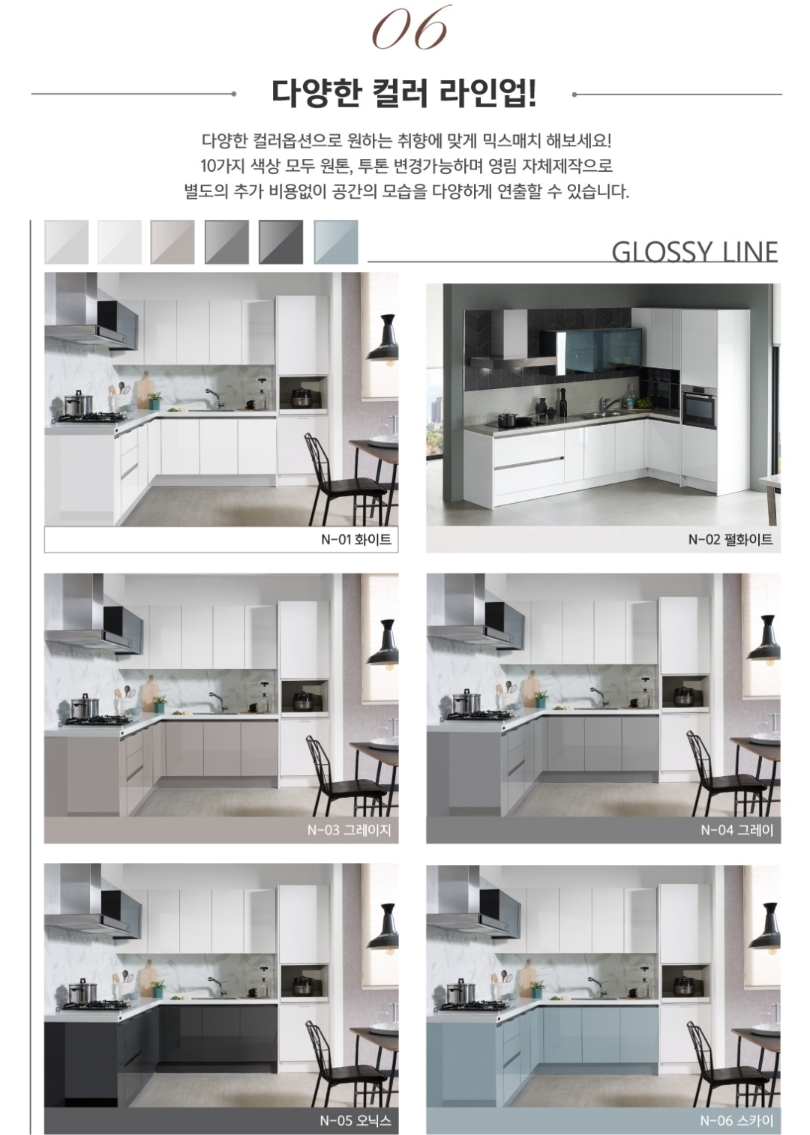 06
다양한 컬러 라인업!
다양한 컬러옵션으로 원하는 취향에 맞게 믹스매치 해보세요!
10가지 색상 모두 원톤, 투톤 변경가능하며 영림 자체제작으로
별도의 추가 비용없이 공간의 모습을 다양하게 연출할 수 있습니다.
GLOSSY LINE
N-01 화이트
N-02 펄화이트
N-03 그레이지
N-04 그레이
N-05 오닉스
N-06 스카이